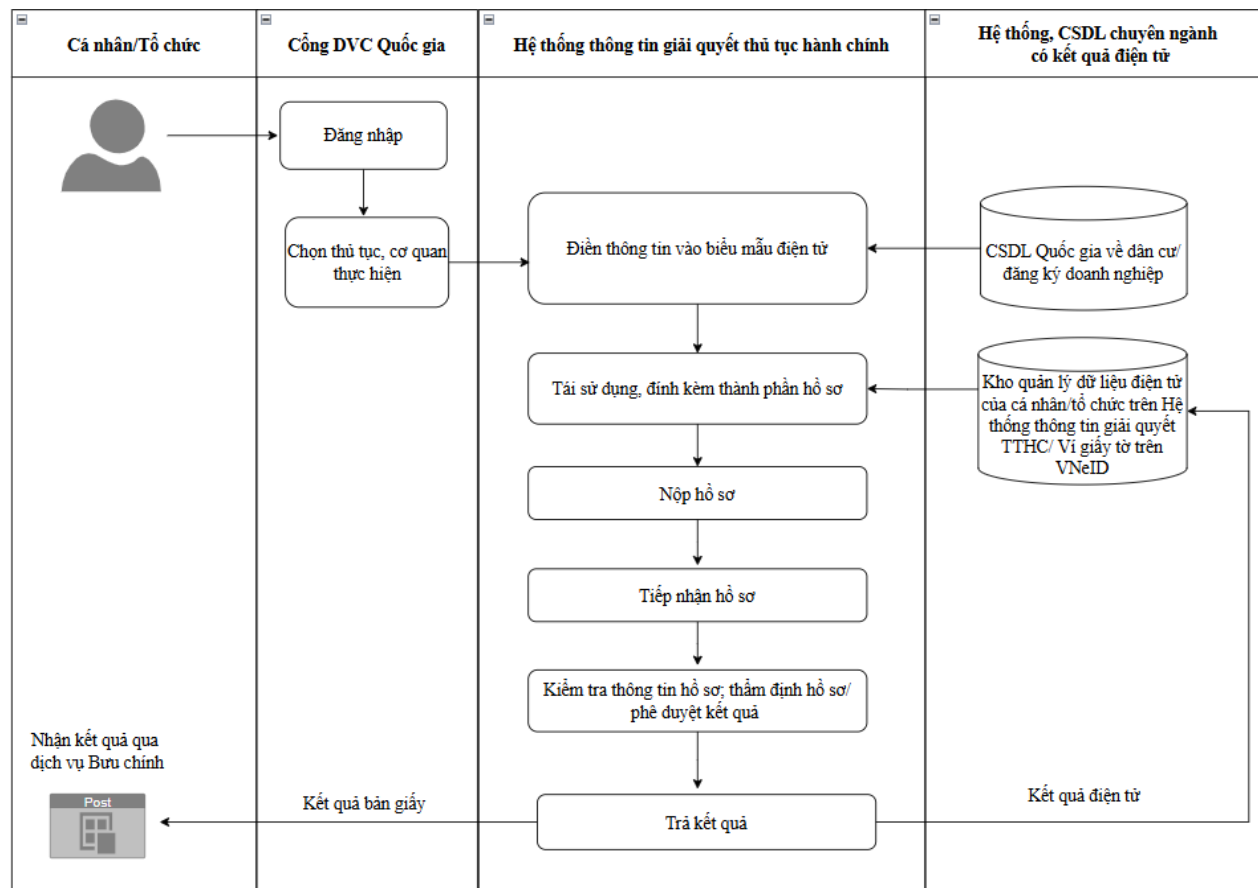 Cá nhân/Tổ chức
Cổng DVC Quốc gia
Hệ thống thông tin giải quyết thủ tục hành chính
Hệ thống, CSDL chuyên ngành
có kết quả điện tử
Đăng nhập
Chọn thủ tục, cơ quan
thực hiện
Điền thông tin vào biểu mẫu điện tử
CSDL Quốc gia về dân cư/
đăng ký doanh nghiệp
Tái sử dụng, đính kèm thành phần hồ sơ
Kho quản lý dữ liệu điện tử
của cá nhân/tổ chức trên Hệ
thống thông tin giải quyết
TTHC/ Ví giấy tờ trên
VNeID
Nộp hồ sơ
Tiếp nhận hồ sơ
Kiểm tra thông tin hồ sơ; thẩm định hồ sơ/
phê duyệt kết quả
Nhận kết quả qua
dịch vụ Bưu chính
Post
Kết quả bản giấy
Trả kết quả
Kết quả điện tử